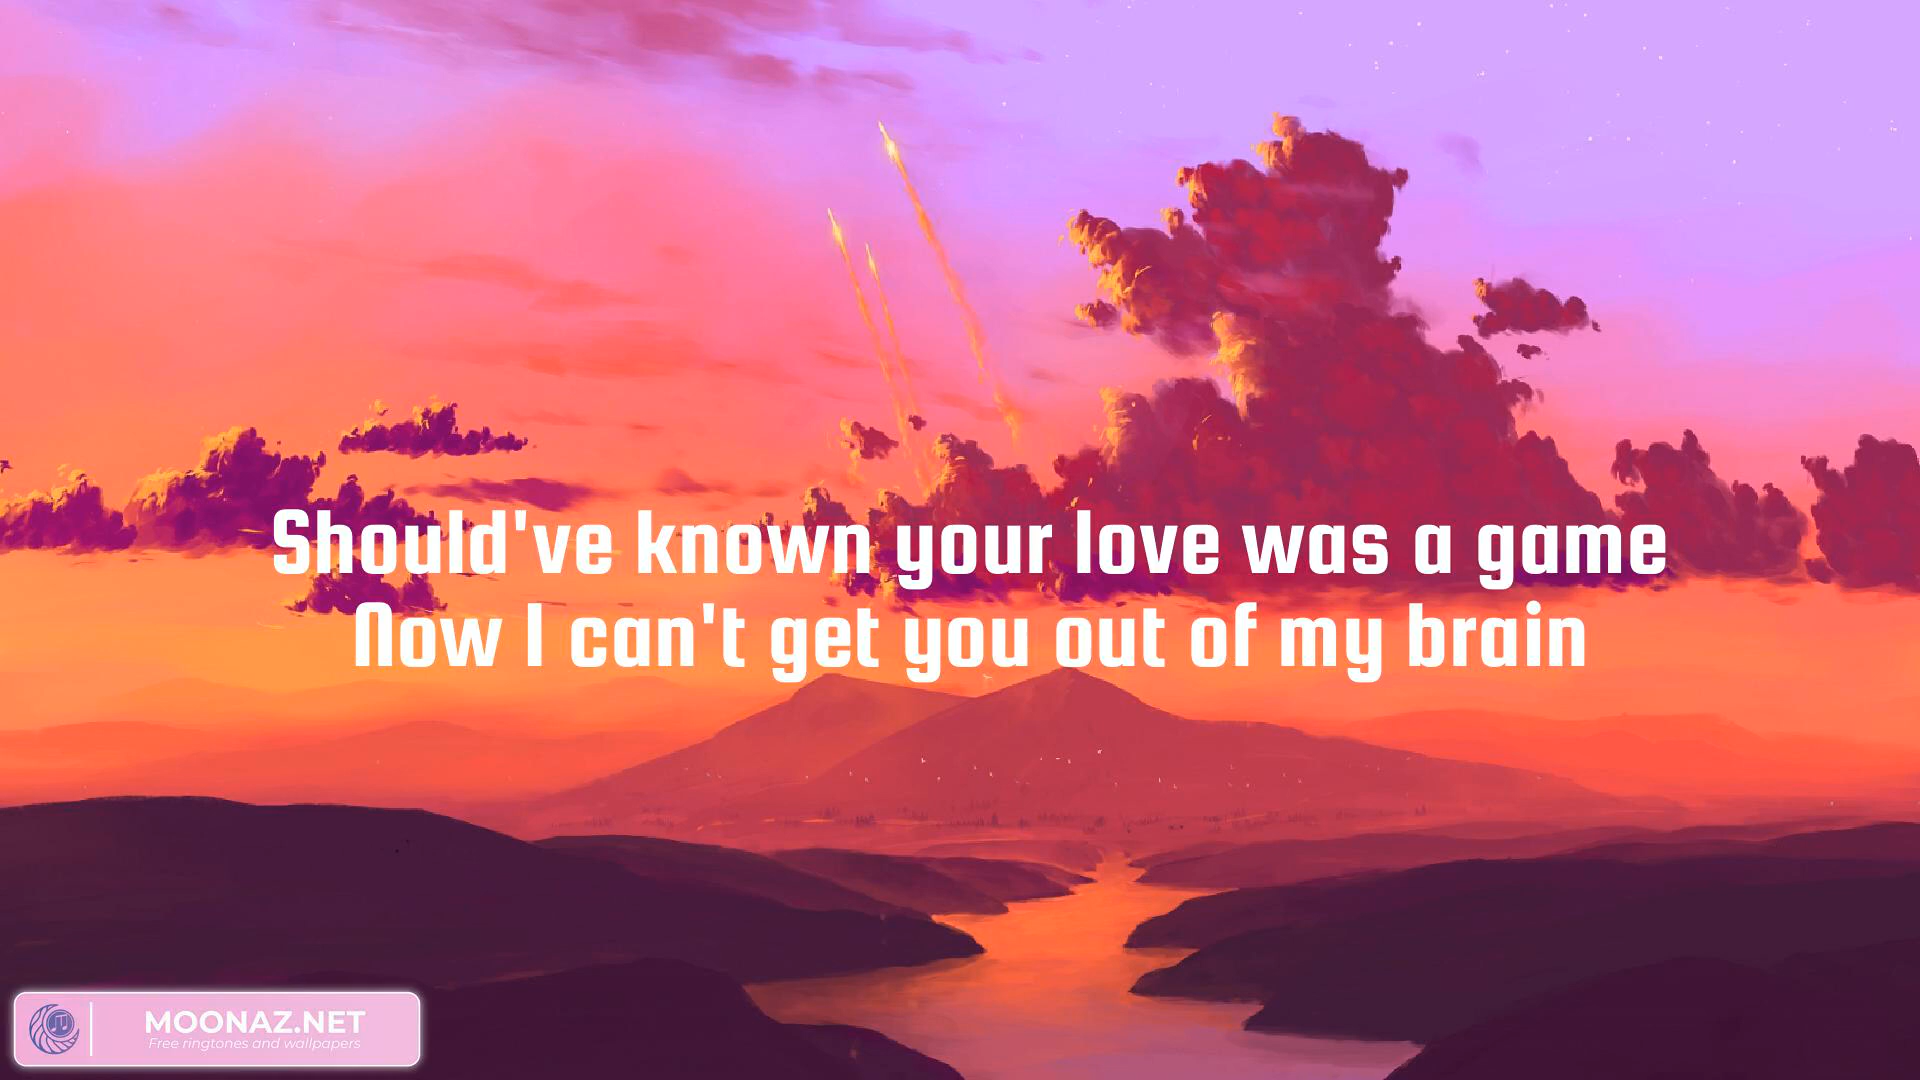 Should've known your love was a game
Now I can't get you out of my brain
MOONAZ.NET
Free ringtones and wallpapers